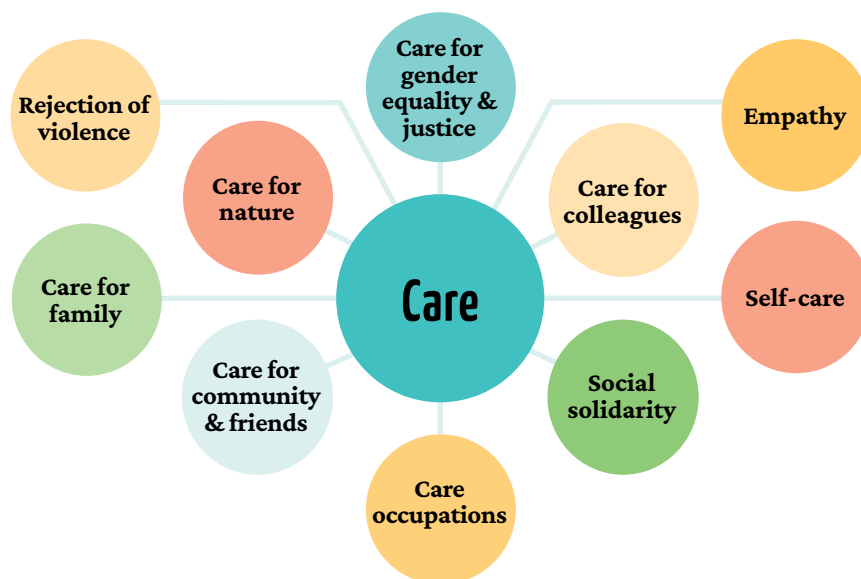 Care for
gender
equality &
justice
Rejection of
violence
Empathy
Care for
nature
Care for
colleagues
Care for
family
Care
Self-care
Care for
community
& friends
Social
solidarity
Care
occupations